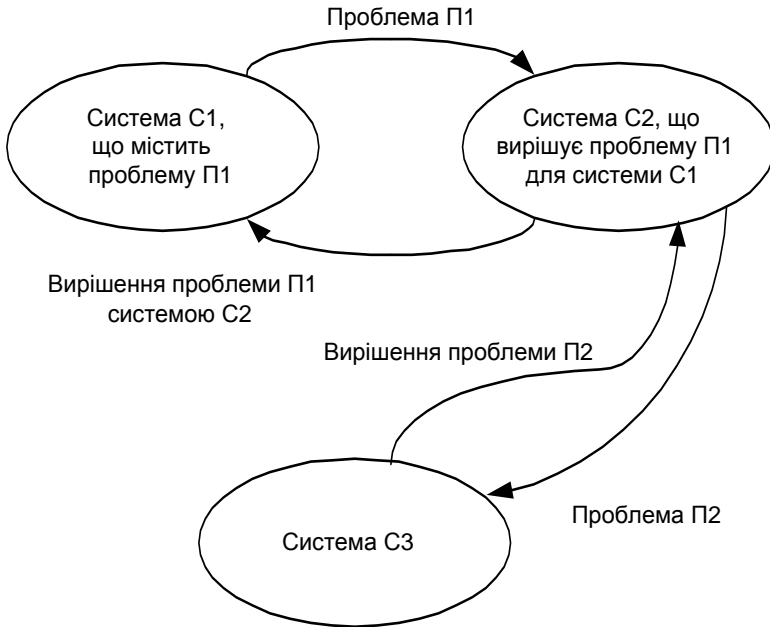 Проблема П1
Система С1,
що містить
проблему П1
Система С2, що
вирішує проблему П1
для системи С1
Вирішення проблеми П1
системою С2
Вирішення проблеми П2
Проблема П2
Система С3